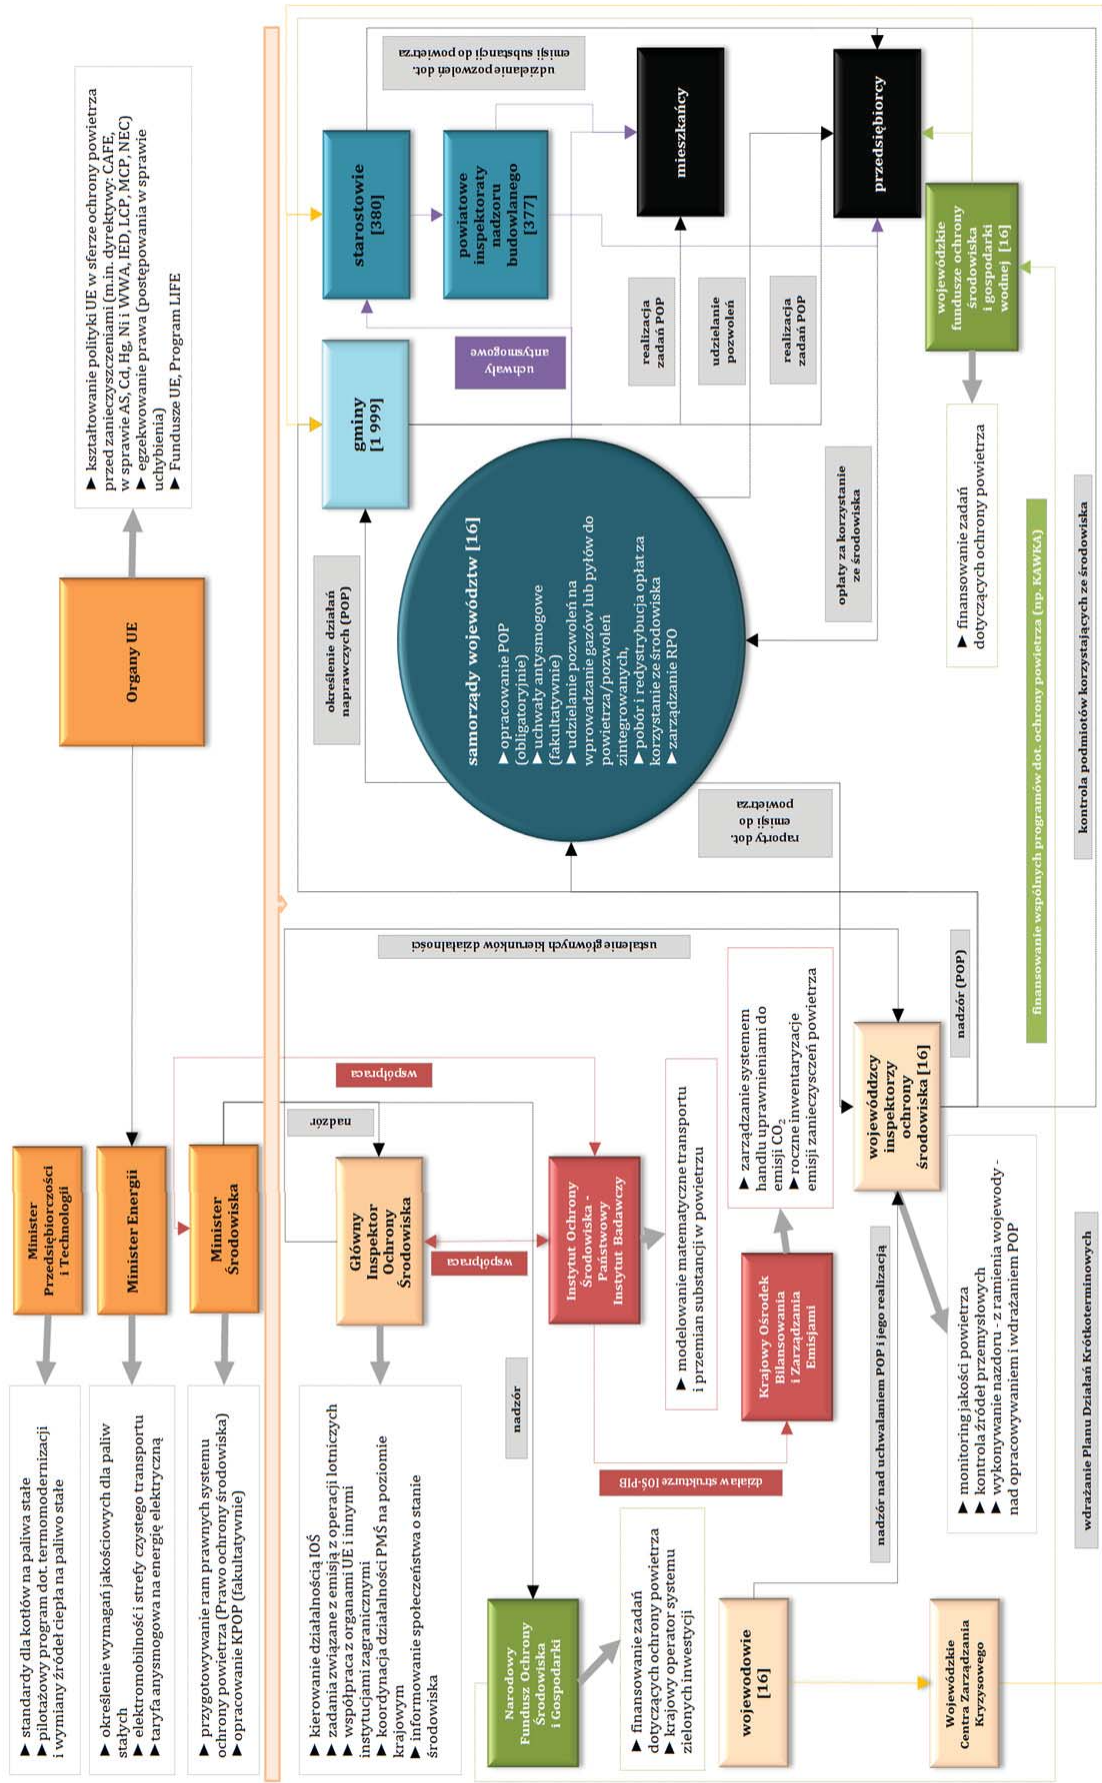 Organy UE
► kształtowanie polityki UE w sferze ochrony powietrza
przed zanieczyszczeniami (m.in. dyrektywy: CAFE,
w sprawie AS, Cd, Hg, Ni i WWA, IED, LCP, MCP, NEC)
► egzekwowanie prawa (postępowania w sprawie
uchybienia)
► Fundusze UE, Program LIFE
Minister
Przedsiębiorczości
i Technologii
► standardy dla kotłów na paliwa stałe
► pilotażowy program dot. termomodernizacji
i wymiany źródeł ciepła na paliwo stałe
Minister Energii
► określenie wymagań jakościowych dla paliw
stałych
► elektromobilność i strefy czystego transportu
► taryfa anysmogowa na energię elektryczną
Minister
Środowiska
► przygotowywanie ram prawnych systemu
ochrony powietrza (Prawo ochrony środowiska)
► opracowanie KPOP (fakultatywnie)
współpraca
nadzór
Główny
Inspektor
Ochrony
Środowiska
► kierowanie działalnością IOŚ
► zadania związane z emisją z operacji lotniczych
► współpraca z organami UE i innymi
instytucjami zagranicznymi
► koordynacja działalności PMŚ na poziomie
krajowym
► informowanie społeczeństwa o stanie
środowiska
ustalenie głównych kierunków działalności
współpraca
nadzór
Instytut Ochrony
Środowiska -
Państwowy
Instytut Badawczy
► modelowanie matematyczne transportu
i przemian substancji w powietrzu
działa w strukturze IOŚ-PIB
Krajowy Ośrodek
Bilansowania
i Zarządzania
Emisjami
► zarządzanie systemem
handlu uprawnieniami do
emisji CO2
► roczne inwentaryzacje
emisji zanieczyszczeń powietrza
Narodowy
Fundusz Ochrony
Środowiska
i Gospodarki
► finansowanie zadań
dotyczących ochrony powietrza
► krajowy operator systemu
zielonych inwestycji
wojewodowie
[16]
nadzór nad uchwalaniem POP i jego realizacją
Wojewódzkie
Centra Zarządzania
Kryzysowego
wdrażanie Planu Działań Krótkoterminowych
wojewóddzcy
inspektorzy
ochrony
środowiska [16]
► monitoring jakości powietrza
► kontrola źródeł przemysłowych
► wykonywanie nazdoru - z ramienia wojewody -
nad opracowywaniem i wdrażaniem POP
nadzór (POP)
raporty dot.
emisji do
powietrza
określenie działań
naprawczych (POP)
samorządy województw [16]
► opracowanie POP
(obligatoryjnie)
► uchwały antysmogowe
(fakultatywnie)
► udzielanie pozwoleń na
wprowadzanie gazów lub pyłów do
powietrza/pozwoleń
zintegrowanych,
► pobór i redystrybucja opłat za
korzystanie ze środowiska
► zarządzanie RPO
gminy
[1 999]
starostowie
[380]
powiatowe
inspektoraty
nadzoru
budowlanego
[377]
uchwały
antysmogowe
udzielanie pozwoleń dot.
emisji substancji do powietrza
realizacja
zadań POP
udzielanie
pozwoleń
realizacja
zadań POP
opłaty za korzystanie
ze środowiska
mieszkańcy
przedsiębiorcy
wojewódzkie
fundusze ochrony
środowiska
i gospodarki
wodnej [16]
► finansowanie zadań
dotyczących ochrony powietrza
finansowanie wspólnych programów dot. ochrony powietrza (np. KAWKA)
kontrola podmiotów korzystających ze środowiska